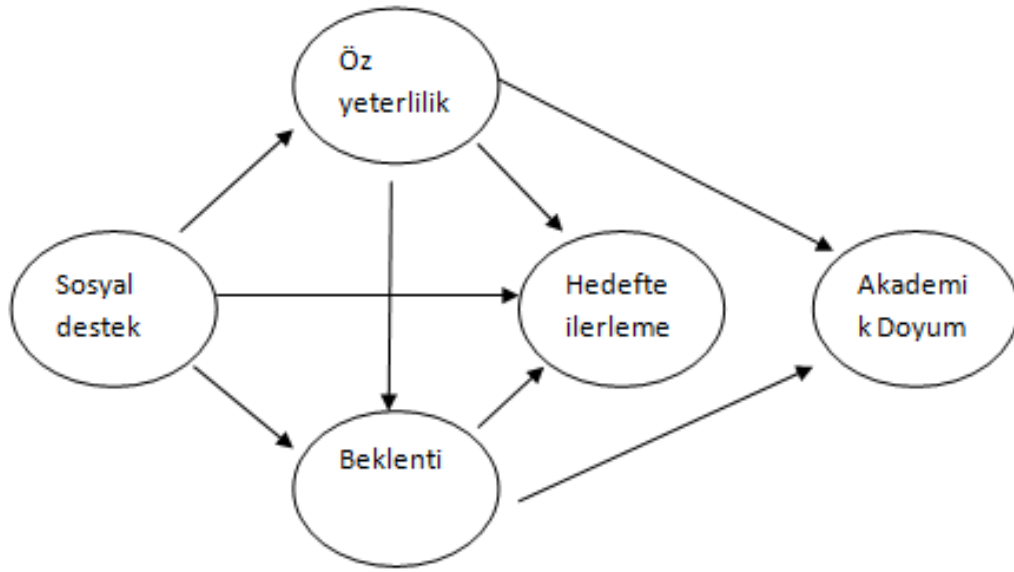 Öz
yeterlilik
Sosyal
destek
Hedefte
ilerleme
Akademi
k Doyum
Beklenti